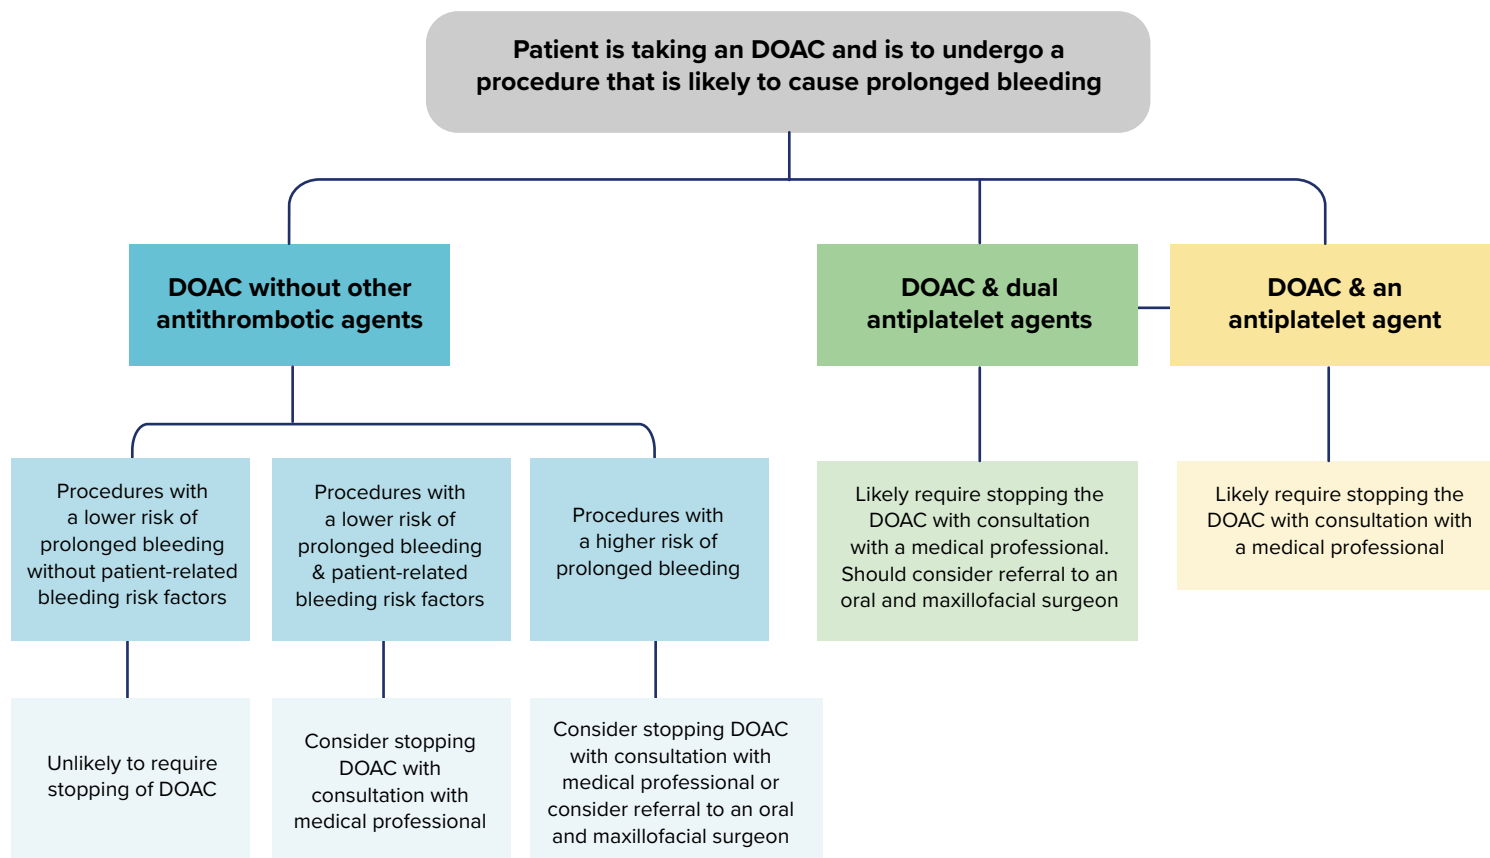 Patient is taking an DOAC and is to undergo a
procedure that is likely to cause prolonged bleeding
DOAC without other
antithrombotic agents
DOAC & dual
antiplatelet agents
DOAC & an
antiplatelet agent
Procedures with
a lower risk of
prolonged bleeding
without patient-related
bleeding risk factors
Procedures with
a lower risk of
prolonged bleeding
& patient-related
bleeding risk factors
Procedures with
a higher risk of
prolonged bleeding
Likely require stopping the
DOAC with consultation
with a medical professional.
Should consider referral to an
oral and maxillofacial surgeon
Likely require stopping the
DOAC with consultation with
a medical professional
Unlikely to require
stopping of DOAC
Consider stopping
DOAC with
consultation with
medical professional
Consider stopping DOAC
with consultation with
medical professional or
consider referral to an oral
and maxillofacial surgeon